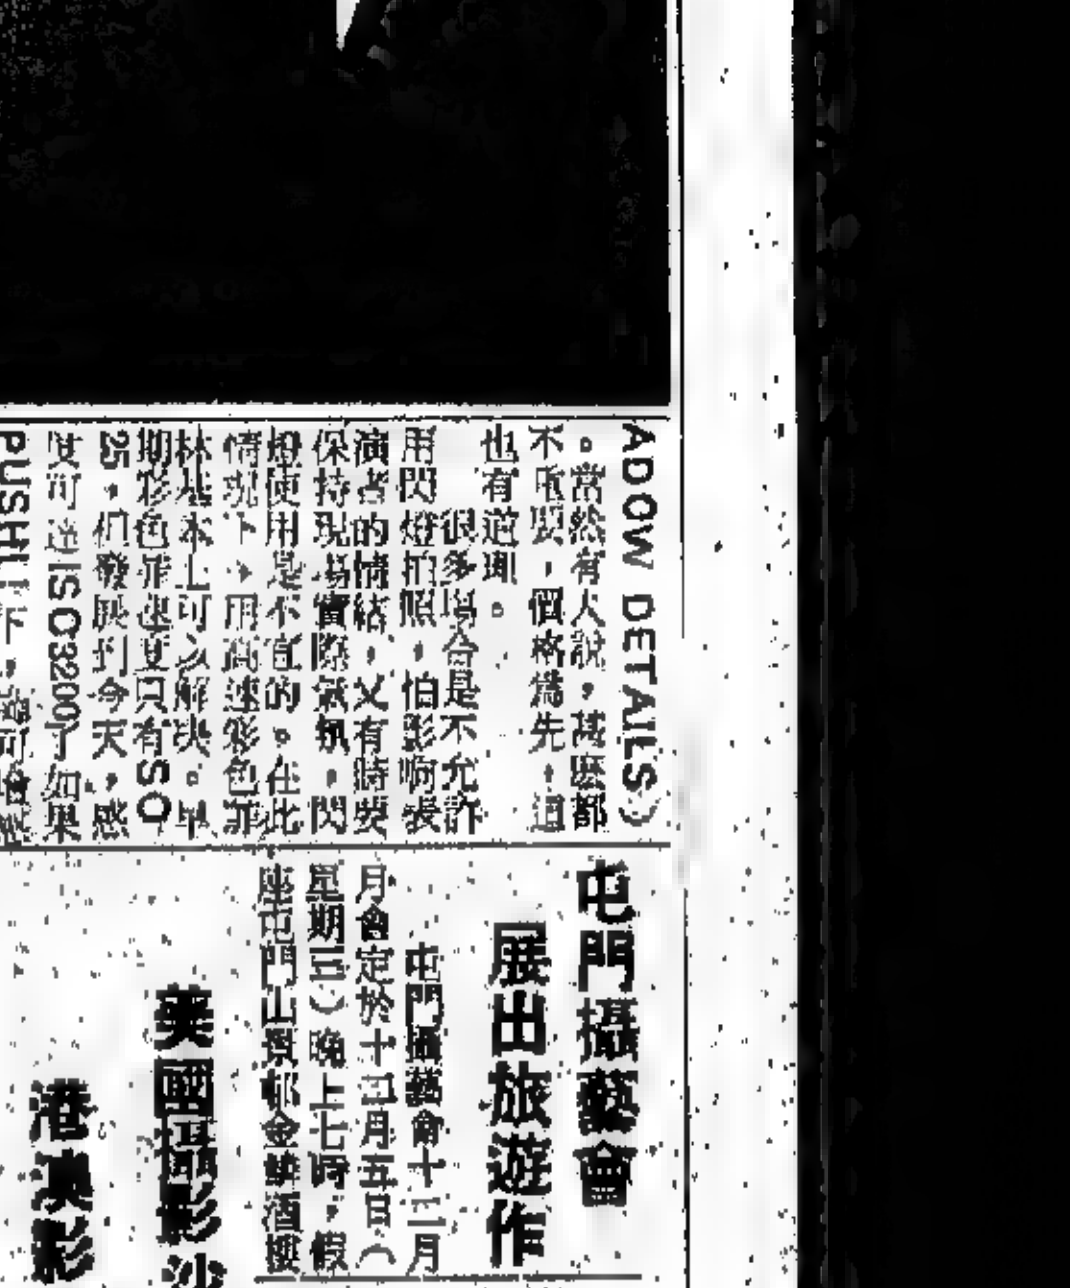 ADOW DETAILS）
。當然有人說，甚麽都
不重要，價格爲先，這
也有道理。
很多場合是不允許
用閃燈拍照，怕影响表
演者的情緒，又有時要
保持現場實際氣氛，閃
燈使用是不宜的。在此
情況下，用高速彩色菲
林基本上可以解决。早
期彩色菲速度只有ISO
25，但發展到今天，感
度可達ISO3200了如果
PUSH
屯門攝藝會
展出旅遊作
屯門攝藝會十二月
月會定於十二月五日（
星期三）晚上七時，假
座屯門山景邨金
酒樓
美國攝影沙
港澳彩